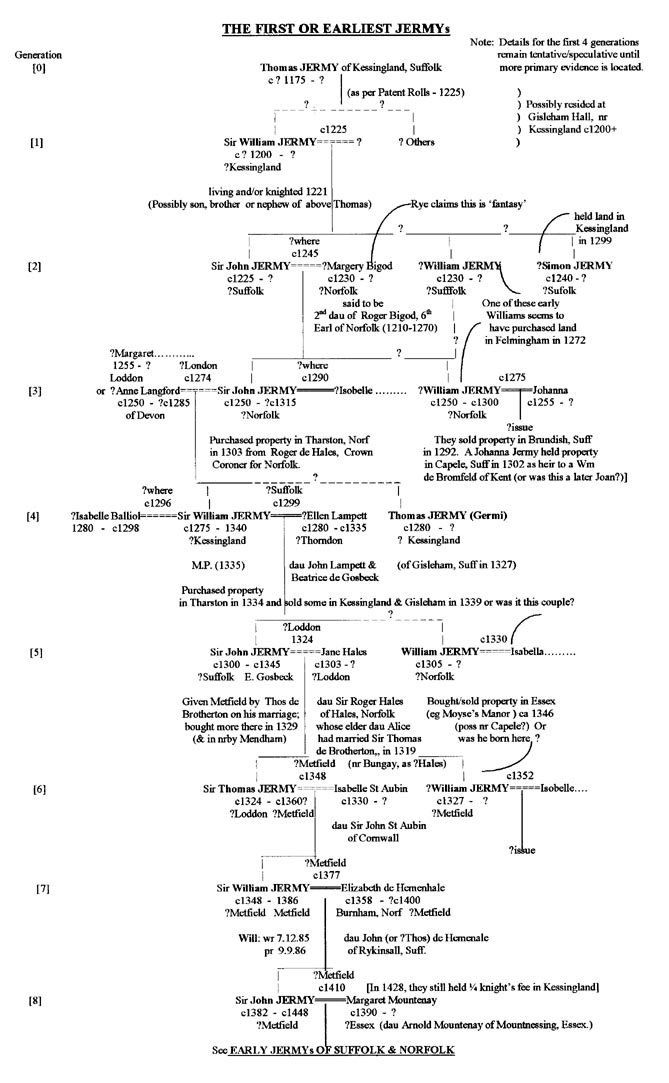 THE FIRST OR EARLIEST JERMYs
Note: Details for the first 4 generations
remain tentative/speculative until
more primary evidence is located.
Generation
[0]
Thomas JERMY of Kessingland, Suffolk
c ? 1175 - ?
(as per Patent Rolls - 1225)
? ?
) Possibly resided at
) Gisleham Hall, nr
) Kessingland c1200+
c1225
[1]
Sir William JERMY====== ? ? Others
c ? 1200 - ?
?Kessingland
living and/or knighted 1221
(Possibly son, brother or nephew of above Thomas)
Rye claims this is ‘fantasy’
held land in
Kessingland
in 1299
?where ?
c1245
[2]
Sir John JERMY=====?Margery Bigod ?William JERMY ?Simon JERMY
c1225 - ? c1230 - ? c1230 - ? c1240 - ?
?Suffolk ?Norfolk ?Sufffolk ?Sufolk
said to be
2nd dau of Roger Bigod, 6th
Earl of Norfolk (1210-1270)
One of these early
Williams seems to
have purchased land
in Felmingham in 1272
?
?Margaret...........
1255 - ? ?London ?where ?
Loddon c1274 c1290 c1275
[3]
or ?Anne Langford======Sir John JERMY======?Isobelle ......... ?William JERMY=====Johanna
c1250 - ?c1285 c1250 - ?c1315 c1250 - c1300 c1255 - ?
of Devon ?Norfolk ?Norfolk
?issue
Purchased property in Tharston, Norf
in 1303 from Roger de Hales, Crown
Coroner for Norfolk.
They sold property in Brundish, Suff
in 1292. A Johanna Jermy held property
in Capele, Suff in 1302 as heir to a Wm
de Bromfeld of Kent (or was this a later Joan?)]
?
?where ?Suffolk
c1296 c1299
[4]
?Isabelle Balliol======Sir William JERMY=====?Ellen Lampett Thomas JERMY (Germi)
1280 - c1298 c1275 - 1340 c1280 - c1335 c1280 - ?
?Kessingland ?Thorndon ? Kessingland
M.P. (1335) dau John Lampett & (of Gisleham, Suff in 1327)
Beatrice de Gosbeck
Purchased property
in Tharston in 1334 and sold some in Kessingland & Gisleham in 1339 or was it this couple?
?
?Loddon
1324 c1330
[5]
Sir John JERMY=====Jane Hales William JERMY=====Isabella.........
c1300 - c1345 c1303 - ? c1305 - ?
?Suffolk E. Gosbeck ?Loddon ?Norfolk
Given Metfield by Thos de
Brotherton on his marriage;
bought more there in 1329
(& in nrby Mendham)
dau Sir Roger Hales
of Hales, Norfolk
whose elder dau Alice
had married Sir Thomas
de Brotherton,, in 1319
Bought/sold property in Essex
(eg Moyse's Manor ) ca 1346
(poss nr Capele?) Or
was he born here, ?
?Metfield (nr Bungay, as ?Hales)
c1348 c1352
[6]
Sir Thomas JERMY======Isabelle St Aubin ?William JERMY=====Isobelle....
c1324 - c1360? c1330 - ? c1327 - ?
?Loddon ?Metfield ?Metfield
dau Sir John St Aubin
of Cornwall
?issue
?Metfield
c1377
[7]
Sir William JERMY======Elizabeth de Hemenhale
c1348 - 1386 c1358 - ?c1400
?Metfield Metfield Burnham, Norf ?Metfield
Will: wr 7.12.85 dau John (or ?Thos) de Hemenale
pr 9.9.86 of Rykinsall, Suff.
?Metfield
c1410 [In 1428, they still held ¼ knight's fee in Kessingland]
[8]
Sir John JERMY======Margaret Mountenay
c1382 - c1448 c1390 - ?
?Metfield ?Essex (dau Arnold Mountenay of Mountnessing, Essex.)
See EARLY JERMYs OF SUFFOLK & NORFOLK